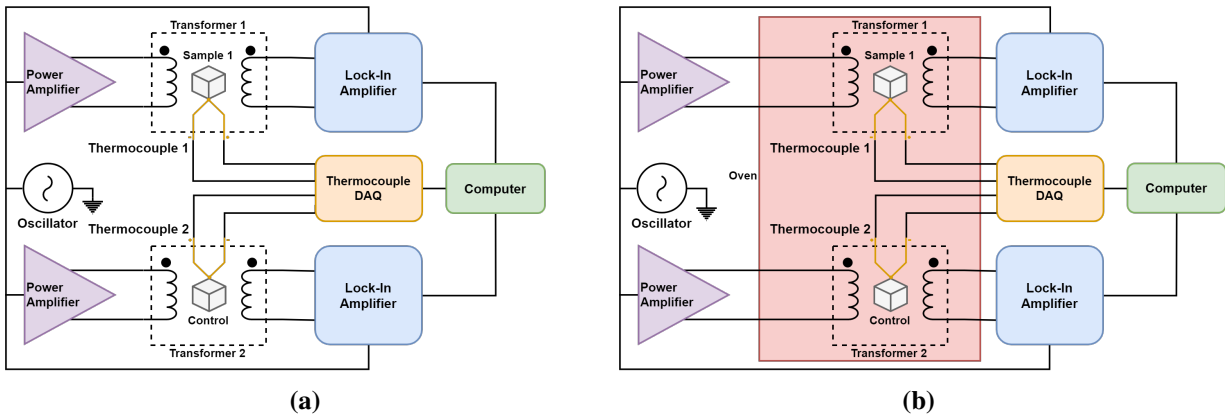 Transformer 1
Sample 1
Power
Amplifier
Lock-In
Amplifier
Thermocouple 1
Thermocouple
DAQ
Computer
Oscillator
Thermocouple 2
Power
Amplifier
Lock-In
Amplifier
Control
Transformer 2
(a)
Transformer 1
Sample 1
Power
Amplifier
Lock-In
Amplifier
Thermocouple 1
Oven
Thermocouple
DAQ
Computer
Oscillator
Thermocouple 2
Power
Amplifier
Lock-In
Amplifier
Control
Transformer 2
(b)